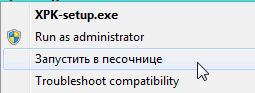 XPK-setup.exe
Run as administrator
Запустить в песочнице
Troubleshoot compatibility